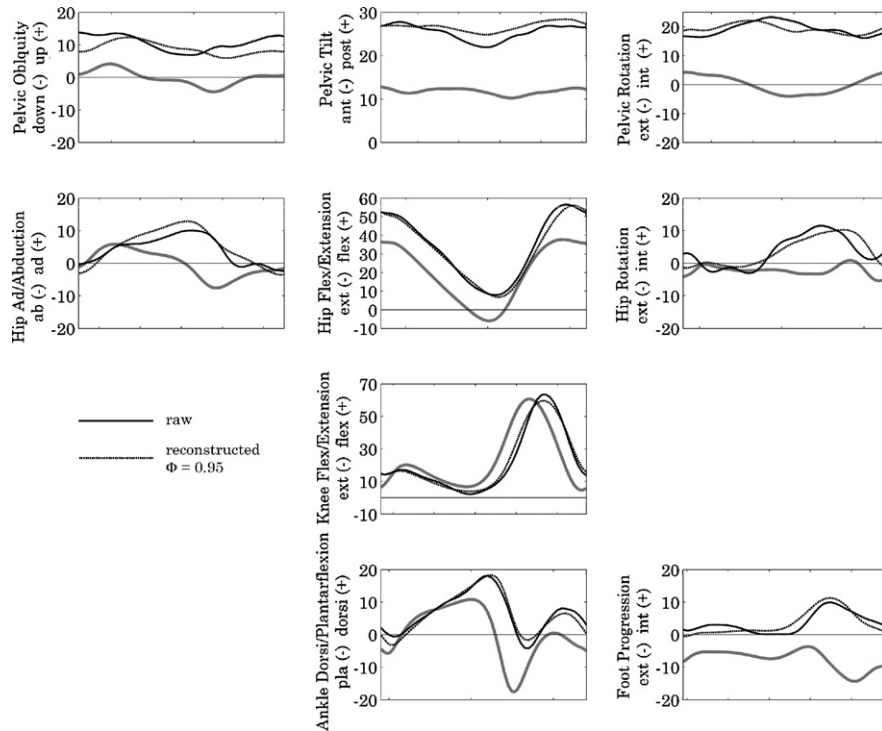 Pelvic Oblquity
down (-) up (+)
20
10
0
-10
-20
Pelvic Tilt
ant (-) post (+)
30
20
10
0
Pelvic Rotation
ext (-) int (+)
20
10
0
-10
-20
Hip Ad/Abduction
ab (-) ad (+)
20
10
0
-10
-20
Hip Flex/Extension
ext (-) flex (+)
60
50
40
30
20
10
0
-10
Hip Rotation
ext (-) int (+)
20
10
0
-10
-20
raw
reconstructed
Φ = 0.95
Knee Flex/Extension
ext (-) flex (+)
70
50
30
10
-10
Ankle Dorsi/Plantarflexion
pla (-) dorsi (+)
20
10
0
-10
-20
Foot Progression
ext (-) int (+)
20
10
0
-10
-20